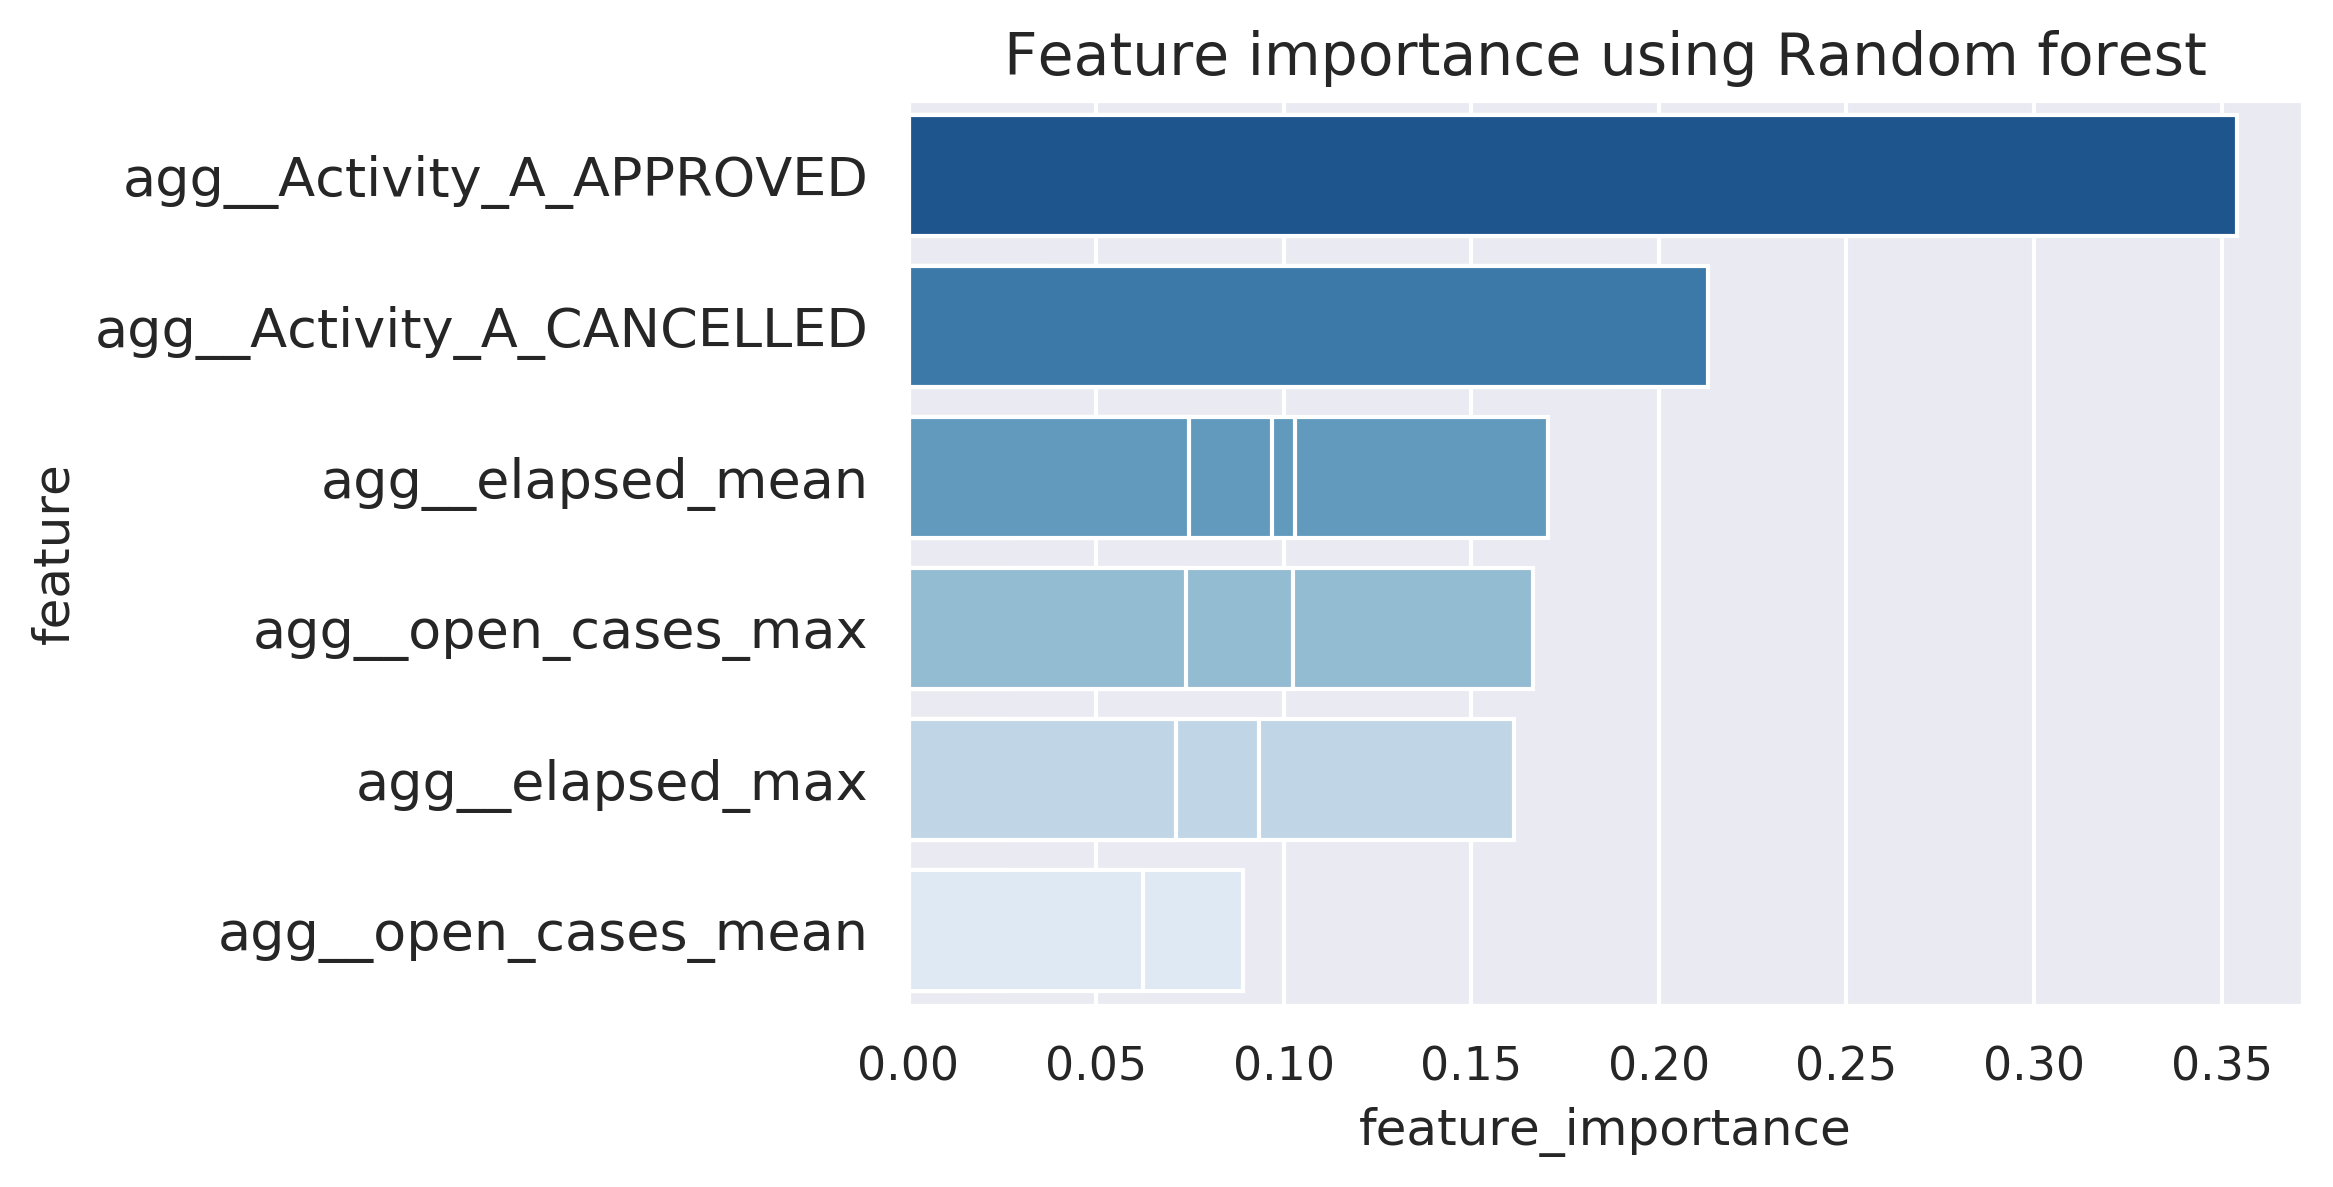 Feature importance using Random forest
feature
agg__Activity_A_APPROVED
agg__Activity_A_CANCELLED
agg__elapsed_mean
agg__open_cases_max
agg__elapsed_max
agg__open_cases_mean
0.00 0.05 0.10 0.15 0.20 0.25 0.30 0.35
feature_importance